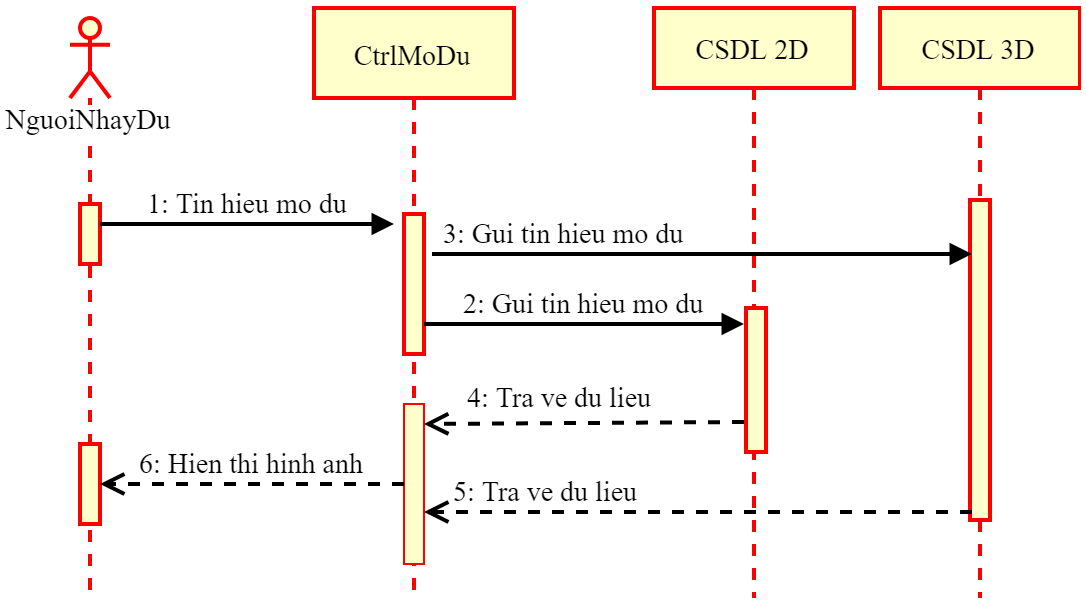 CtrlMoDu
CSDL 2D
CSDL 3D
NguoiNhayDu
1: Tin hieu mo du
3: Gui tin hieu mo du
2: Gui tin hieu mo du
4: Tra ve du lieu
6: Hien thi hinh anh
5: Tra ve du lieu